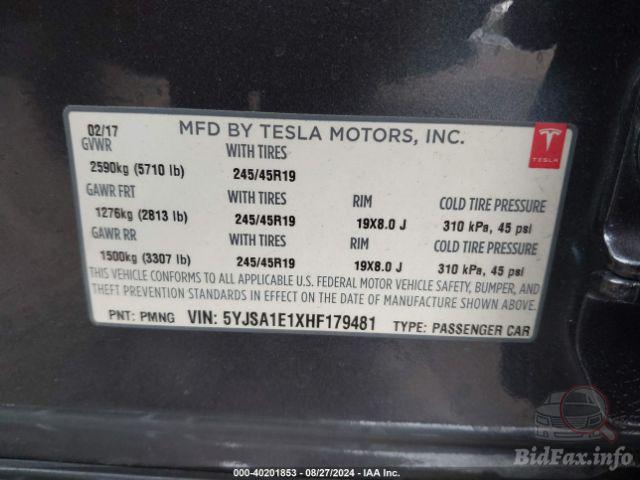 02/17 MFD BY TESLA MOTORS, INC.
GVWR WITH TIRES TESLA
2590kg (5710 lb) 245/45R19
GAWR FRT WITH TIRES RIM COLD TIRE PRESSURE
1276kg (2813 lb) 245/45R19 19X8.0 J 310 kPa, 45 psi
GAWR RR WITH TIRES RIM COLD TIRE PRESSURE
1500kg (3307 lb) 245/45R19 19X8.0 J 310 kPa, 45 psi
THIS VEHICLE CONFORMS TO ALL APPLICABLE U.S. FEDERAL MOTOR VEHICLE SAFETY, BUMPER, AND
THEFT PREVENTION STANDARDS IN EFFECT ON THE DATE OF MANUFACTURE SHOWN ABOVE.
PNT: PMNG VIN: 5YJSA1E1XHF179481 TYPE: PASSENGER CAR
BidFax.info
000-40201853 - 08/27/2024 - IAA Inc.